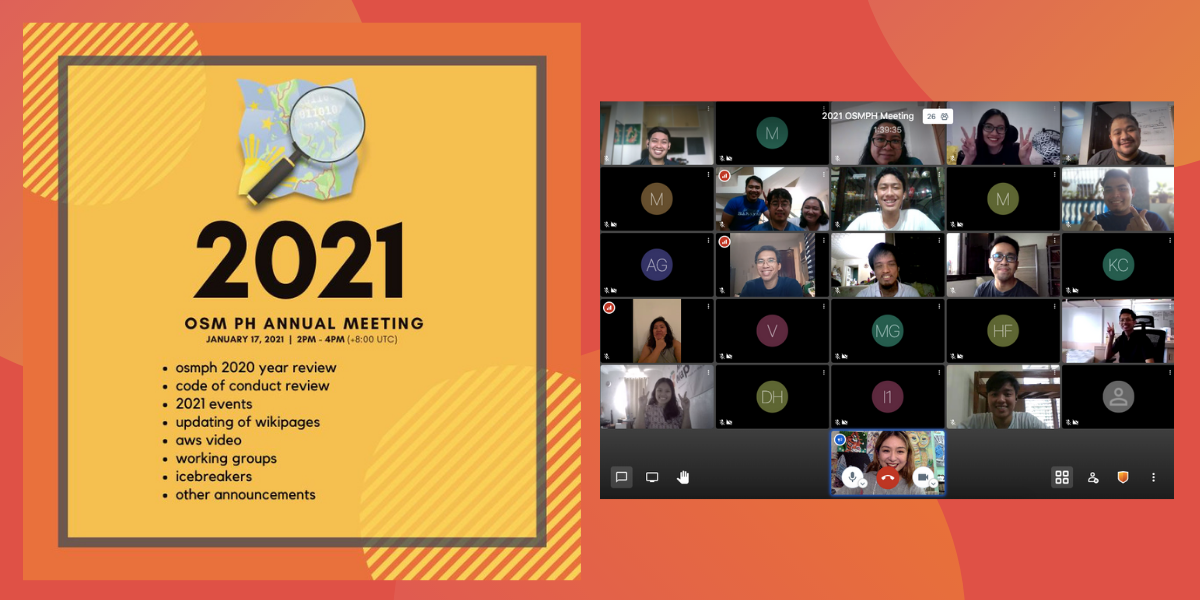 011010
2021
OSM PH ANNUAL MEETING
JANUARY 17, 2021 | 2PM - 4PM (+8:00 UTC)
• osmph 2020 year review
• code of conduct review
• 2021 events
• updating of wikipages
• aws video
• working groups
• icebreakers
• other announcements
2021 OSMPH Meeting 26
1:39:35
M
M
M
AG
KC
V
MG
HF
DH
I1